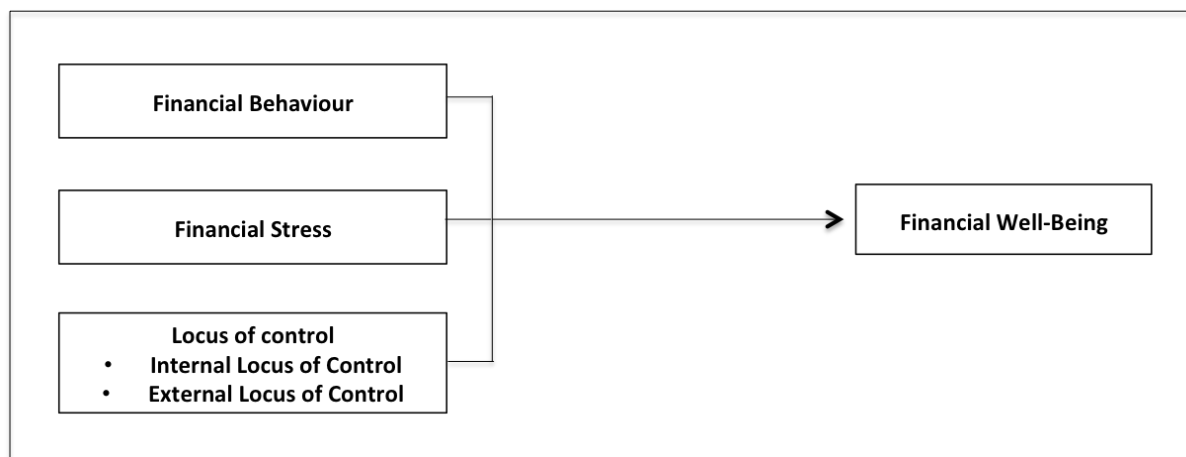 Financial Behaviour
Financial Stress
Locus of control
• Internal Locus of Control
• External Locus of Control
Financial Well-Being